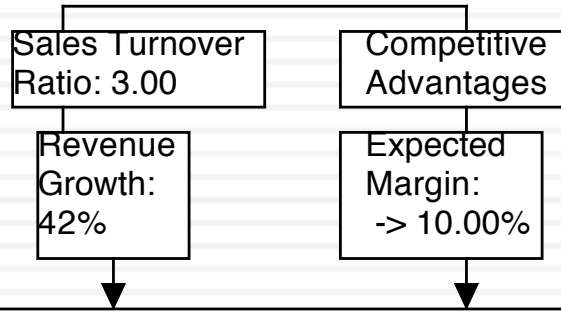 Sales Turnover
Ratio: 3.00
Competitive
Advantages
Revenue
Growth:
42%
Expected
Margin:
-> 10.00%